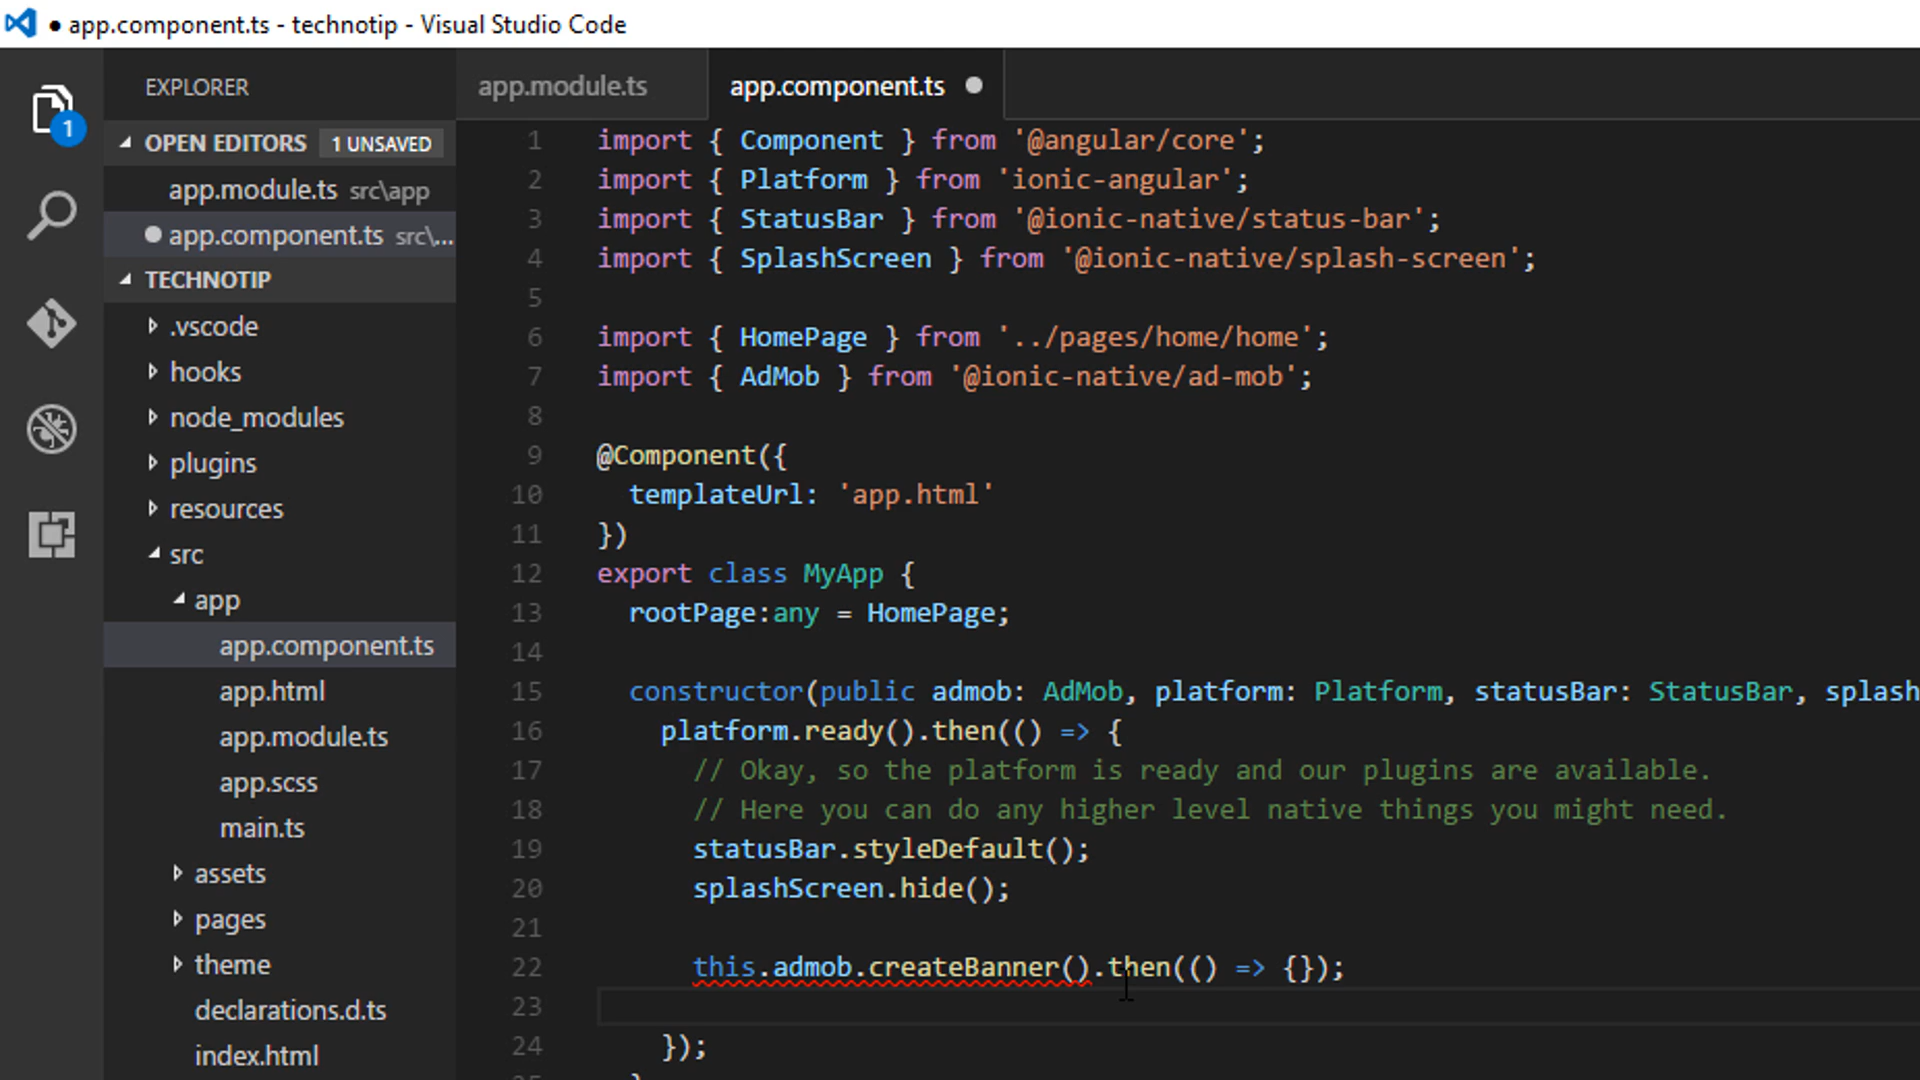 ● app.component.ts - technotip - Visual Studio Code
EXPLORER
OPEN EDITORS 1 UNSAVED
app.module.ts src\app
app.component.ts src\...
TECHNOTIP
.vscode
hooks
node_modules
plugins
resources
src
app
app.component.ts
app.html
app.module.ts
app.scss
main.ts
assets
pages
theme
declarations.d.ts
index.html
1
app.module.ts app.component.ts
1 import { Component } from '@angular/core';
2 import { Platform } from 'ionic-angular';
3 import { StatusBar } from '@ionic-native/status-bar';
4 import { SplashScreen } from '@ionic-native/splash-screen';
5
6 import { HomePage } from '../pages/home/home';
7 import { AdMob } from '@ionic-native/ad-mob';
8
9 @Component({
10 templateUrl: 'app.html'
11 })
12 export class MyApp {
13 rootPage:any = HomePage;
14
15 constructor(public admob: AdMob, platform: Platform, statusBar: StatusBar, splash
16 platform.ready().then(() => {
17 // Okay, so the platform is ready and our plugins are available.
18 // Here you can do any higher level native things you might need.
19 statusBar.styleDefault();
20 splashScreen.hide();
21
22 this.admob.createBanner().then(() => {});
23
24 });